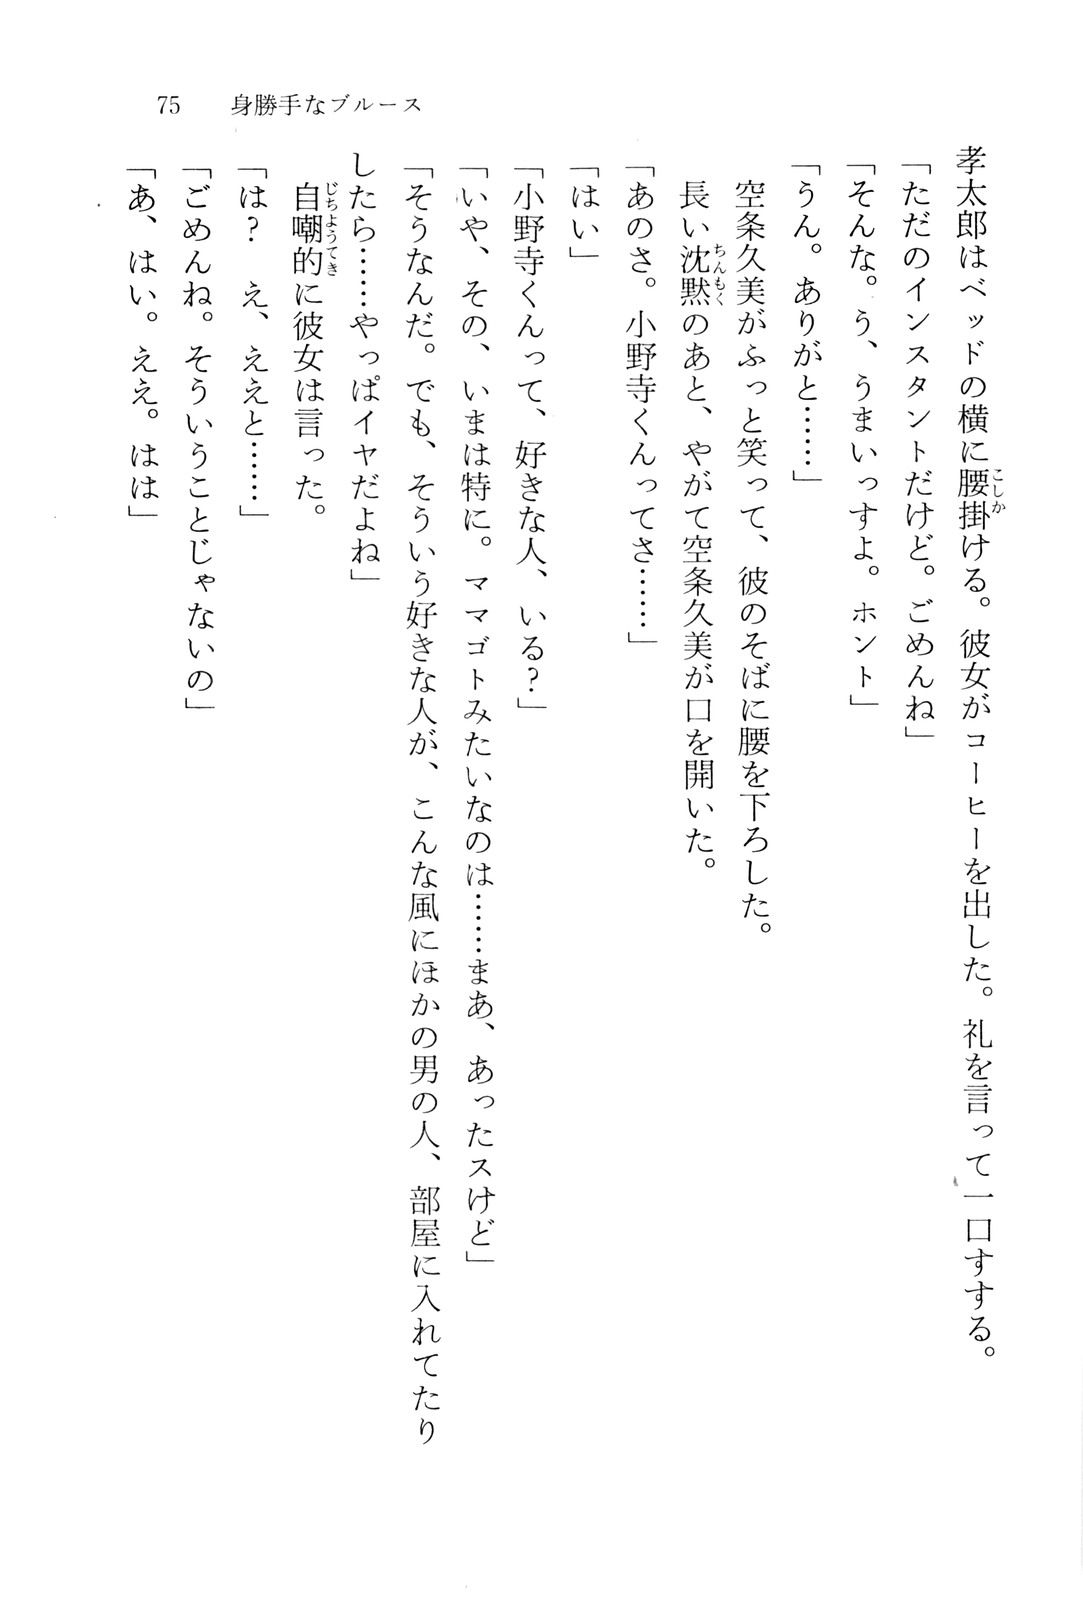 75 身勝手なブルース
孝太郎はベッドの横に腰掛ける。彼女がコーヒーを出した。礼を言って一口すする。
「ただのインスタントだけど。ごめんね」
「そんな。う、うまいっすよ。ホント」
「うん。ありがと……」
空条久美がふっと笑って、彼のそばに腰を下ろした。
長い沈黙のあと、やがて空条久美が口を開いた。
「あのさ。小野寺くんってさ……」
「はい」
「小野寺くんって、好きな人、いる？」
「いや、その、いまは特に。ママゴトみたいなのは……まあ、あったスけど」
「そうなんだ。でも、そういう好きな人が、こんな風にほかの男の人、部屋に入れてたり
したら……やっぱイヤだよね」
自嘲的に彼女は言った。
「は？　え、ええと……」
「ごめんね。そういうことじゃないの」
「あ、はい。ええ。はは」